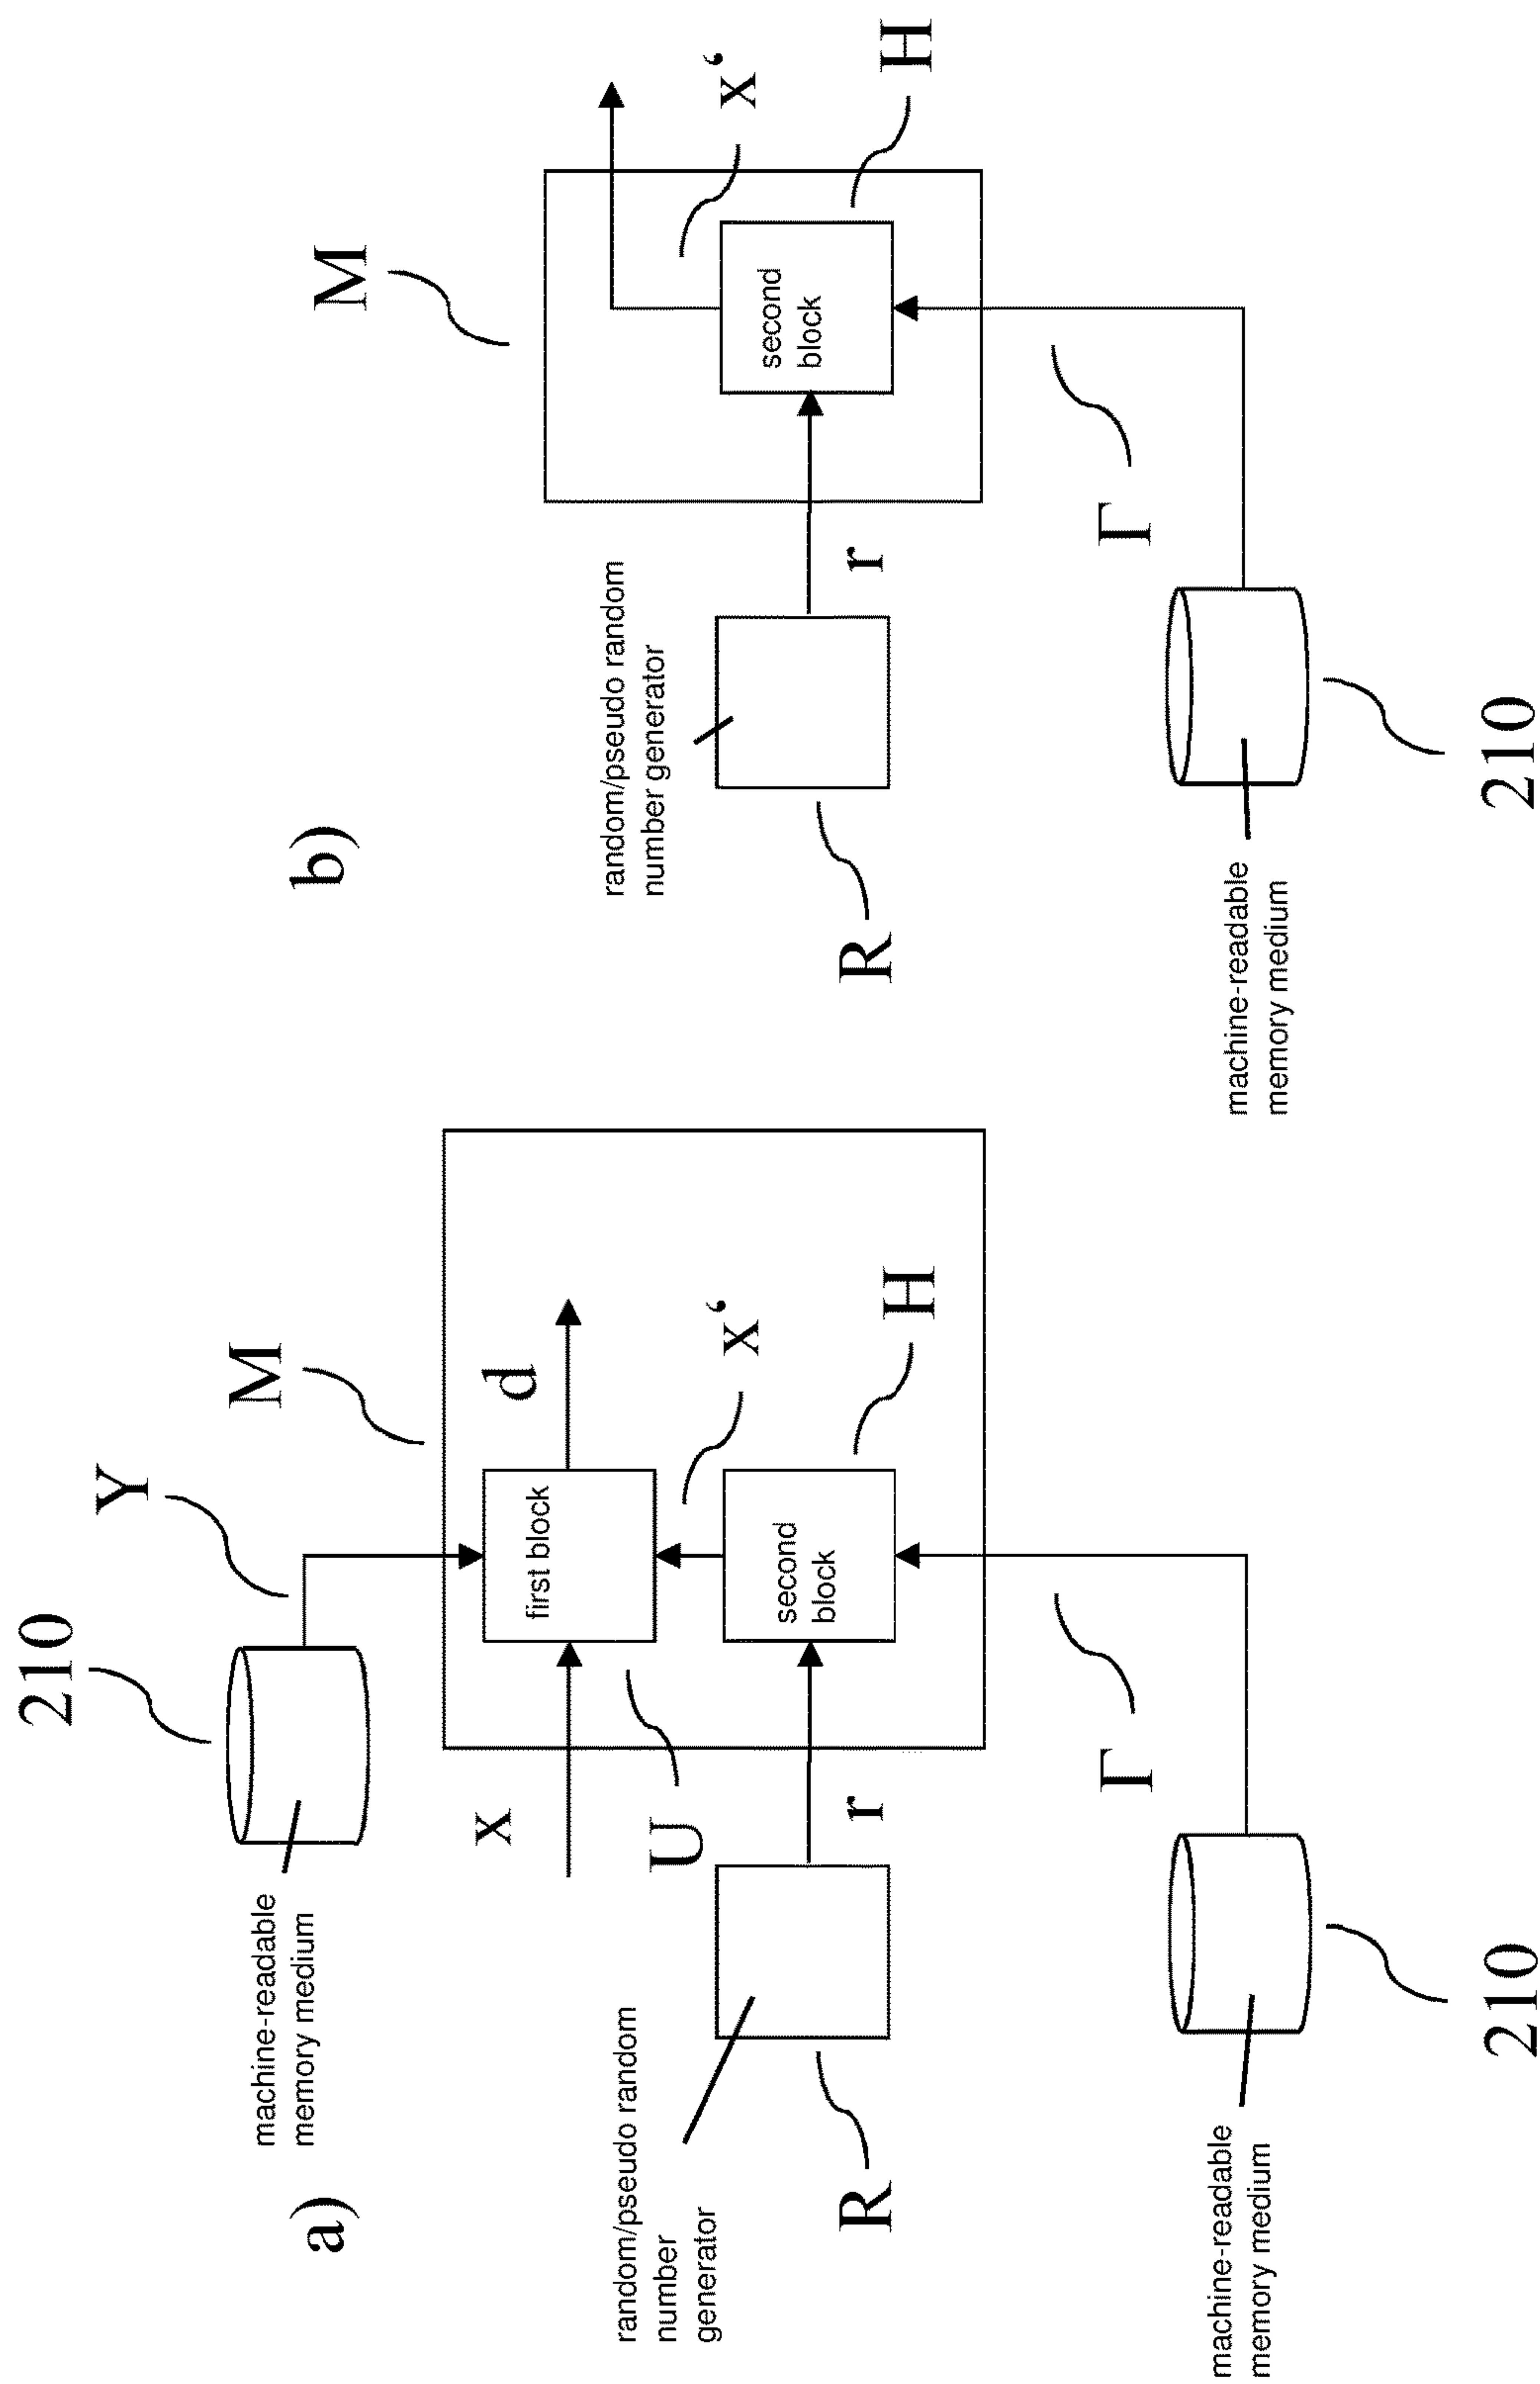 a)
210
Y
M
machine-readable
memory medium
x
first block
d
U
x‘
random/pseudo random
number
generator
r
second
block
H
R
Γ
machine-readable
memory medium
210
b)
M
random/pseudo random
number generator
x‘
r
second
block
H
R
Γ
machine-readable
memory medium
210